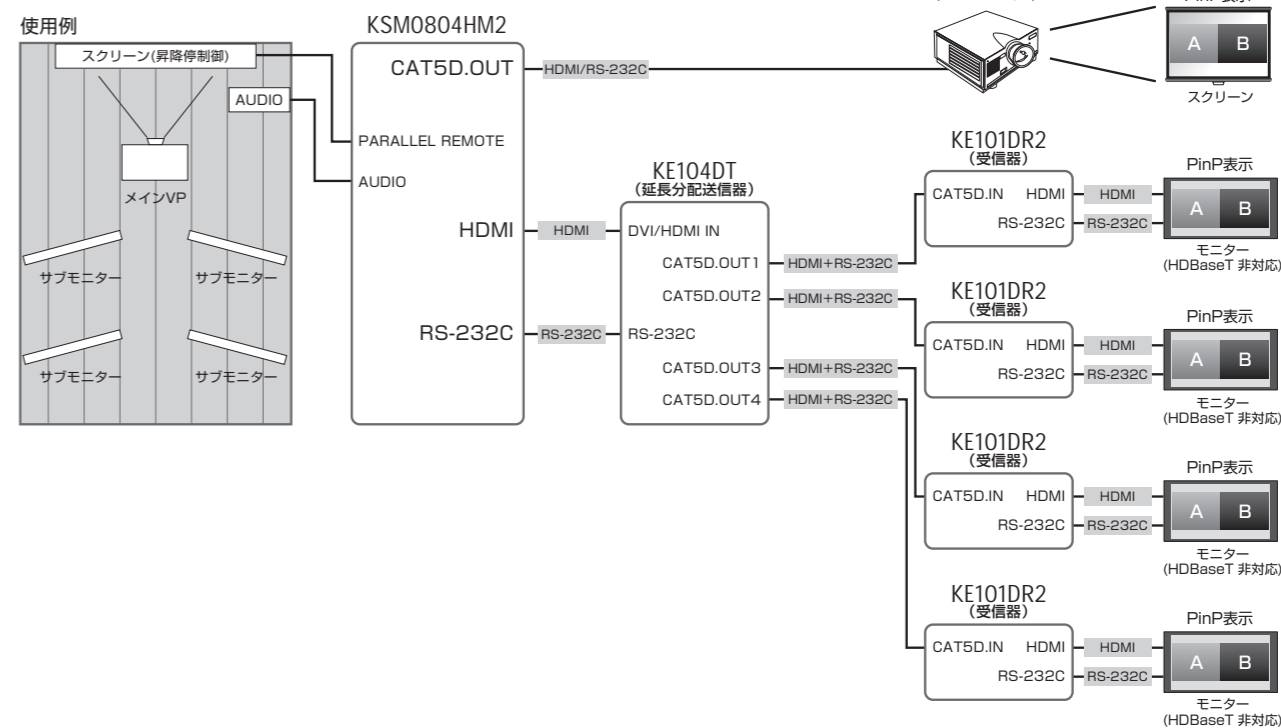 使用例
スクリーン(昇降停制御)
AUDIO
メインVP
サブモニター
サブモニター
サブモニター
サブモニター
KSM0804HM2
CAT5D.OUT
PARALLEL REMOTE
AUDIO
HDMI
RS-232C
HDMI/RS-232C
A B
スクリーン
HDMI
RS-232C
KE104DT
(延長分配送信器)
DVI/HDMI IN
CAT5D.OUT1
CAT5D.OUT2
RS-232C
CAT5D.OUT3
CAT5D.OUT4
HDMI+RS-232C
HDMI+RS-232C
HDMI+RS-232C
HDMI+RS-232C
KE101DR2
(受信器)
CAT5D.IN HDMI
RS-232C
HDMI
RS-232C
PinP表示
A B
モニター
(HDBaseT 非対応)
KE101DR2
(受信器)
CAT5D.IN HDMI
RS-232C
HDMI
RS-232C
PinP表示
A B
モニター
(HDBaseT 非対応)
KE101DR2
(受信器)
CAT5D.IN HDMI
RS-232C
HDMI
RS-232C
PinP表示
A B
モニター
(HDBaseT 非対応)
KE101DR2
(受信器)
CAT5D.IN HDMI
RS-232C
HDMI
RS-232C
PinP表示
A B
モニター
(HDBaseT 非対応)